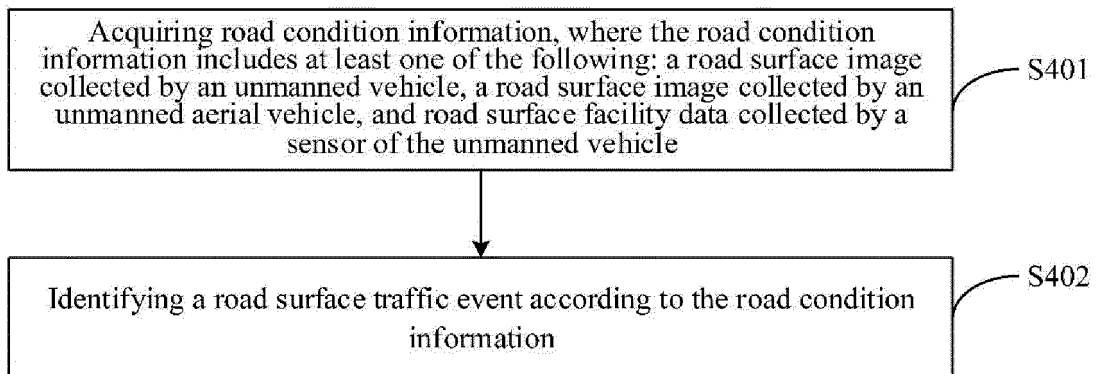 Acquiring road condition information, where the road condition
information includes at least one of the following: a road surface image
collected by an unmanned vehicle, a road surface image collected by an
unmanned aerial vehicle, and road surface facility data collected by a
sensor of the unmanned vehicle
S401
Identifying a road surface traffic event according to the road condition
information
S402